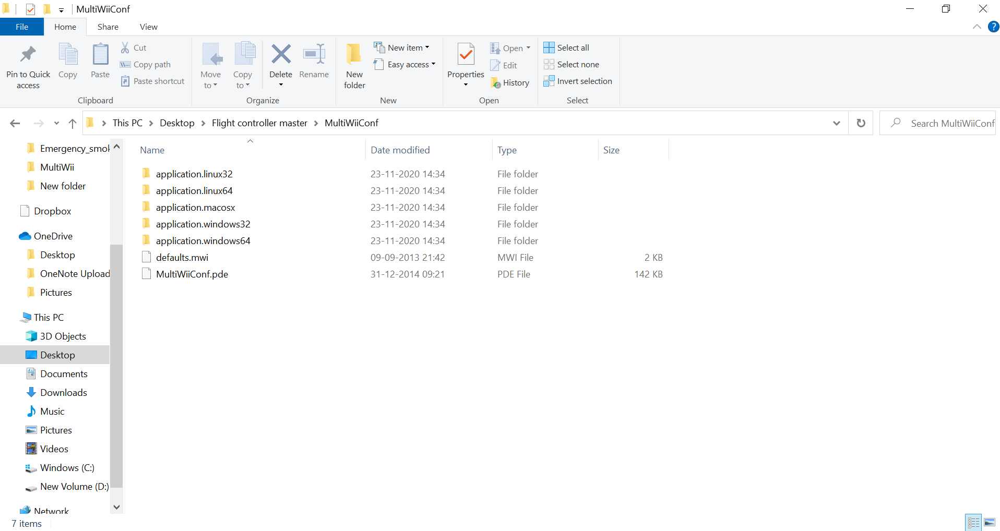 MultiWiiConf
File Home Share View
Pin to Quick access
Copy
Paste
Cut
Copy path
Paste shortcut
Clipboard
Move to
Copy to
Delete
Rename
Organize
New folder
New item
Easy access
New
Properties
Open
Edit
History
Open
Select all
Select none
Invert selection
Select
This PC > Desktop > Flight controller master > MultiWiiConf
Search MultiWiiConf
Emergency_smok
MultiWii
New folder
Dropbox
OneDrive
Desktop
OneNote Upload
Pictures
This PC
3D Objects
Desktop
Documents
Downloads
Music
Pictures
Videos
Windows (C:)
New Volume (D:)
Network
Name Date modified Type Size
application.linux32 23-11-2020 14:34 File folder
application.linux64 23-11-2020 14:34 File folder
application.macosx 23-11-2020 14:34 File folder
application.windows32 23-11-2020 14:34 File folder
application.windows64 23-11-2020 14:34 File folder
defaults.mwi 09-09-2013 21:42 MWI File 2 KB
MultiWiiConf.pde 31-12-2014 09:21 PDE File 142 KB
7 items